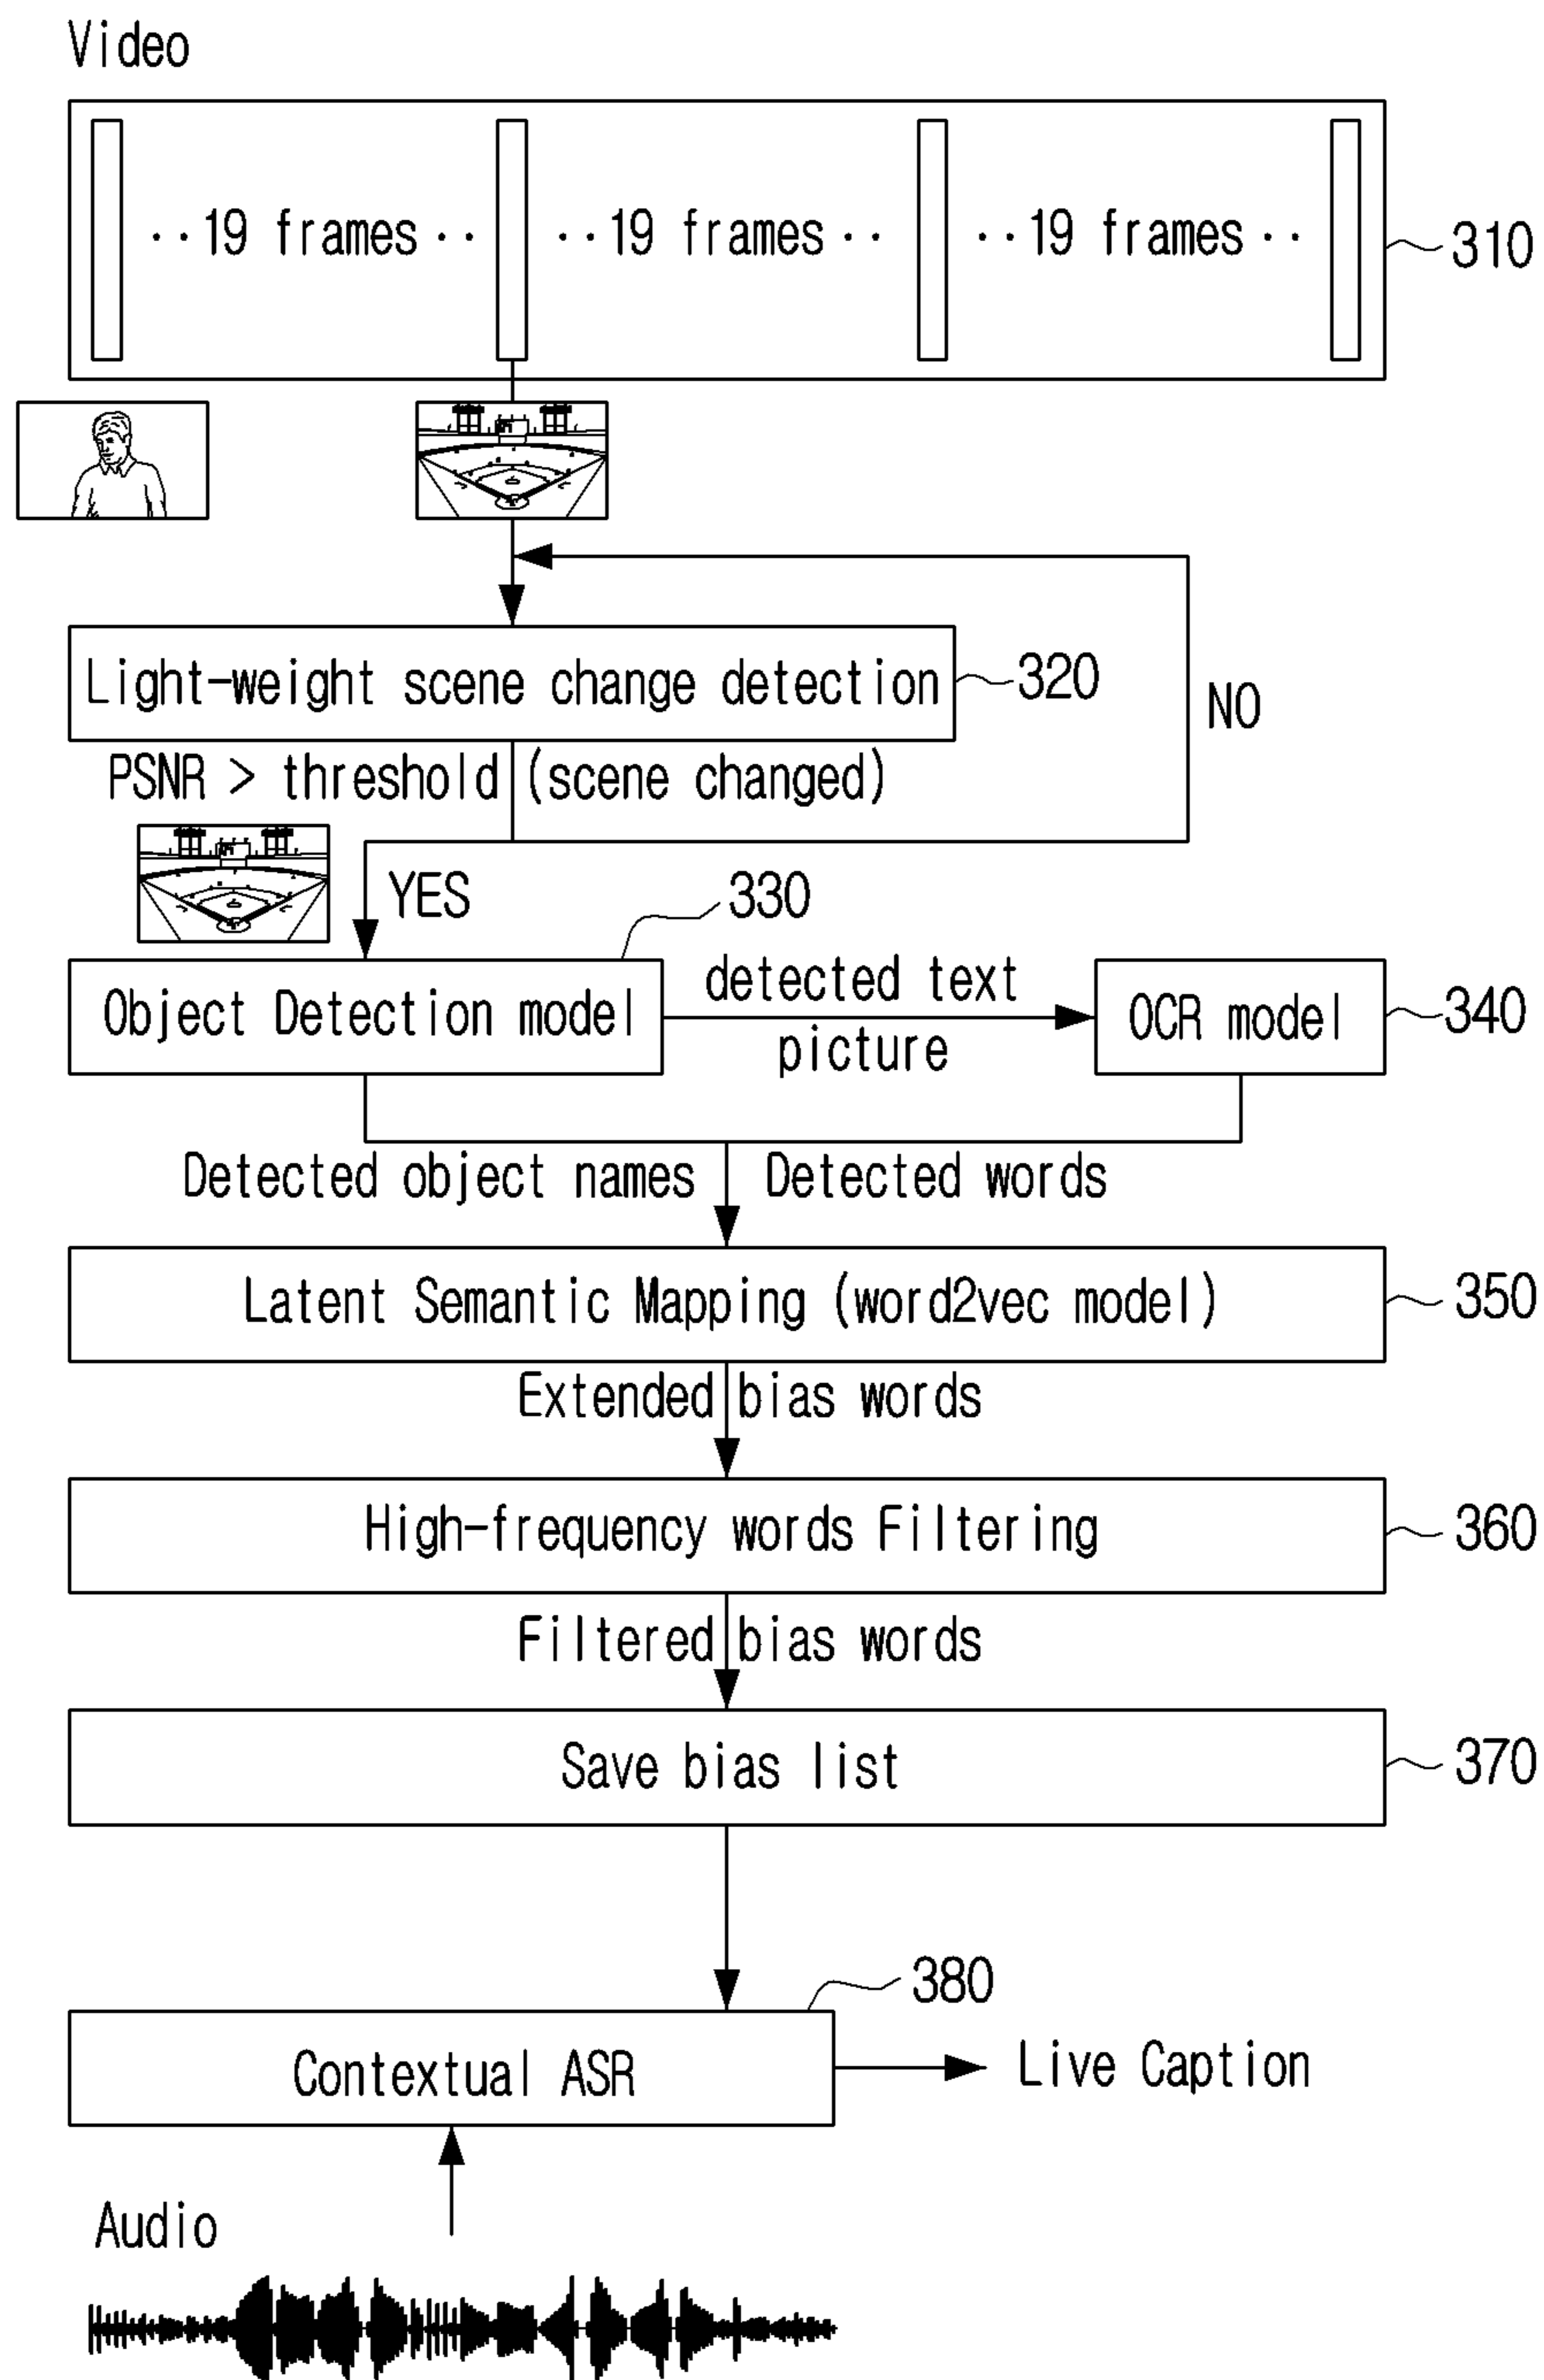 Video
··19 frames·· ··19 frames·· ··19 frames··
310
Light-weight scene change detection
320
NO
PSNR > threshold (scene changed)
YES
330
Object Detection model
detected text
picture
OCR model
340
Detected object names
Detected words
Latent Semantic Mapping (word2vec model)
350
Extended bias words
High-frequency words Filtering
360
Filtered bias words
Save bias list
370
380
Contextual ASR
Live Caption
Audio